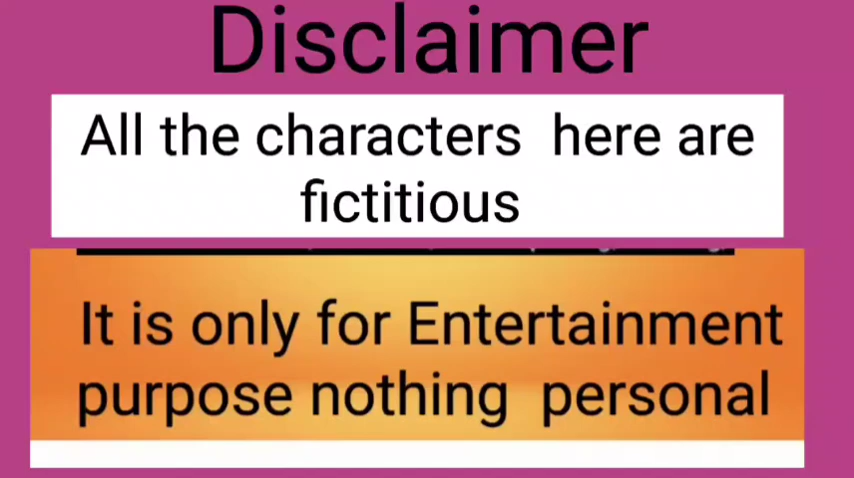 Disclaimer
All the characters here are
fictitious
It is only for Entertainment
purpose nothing personal